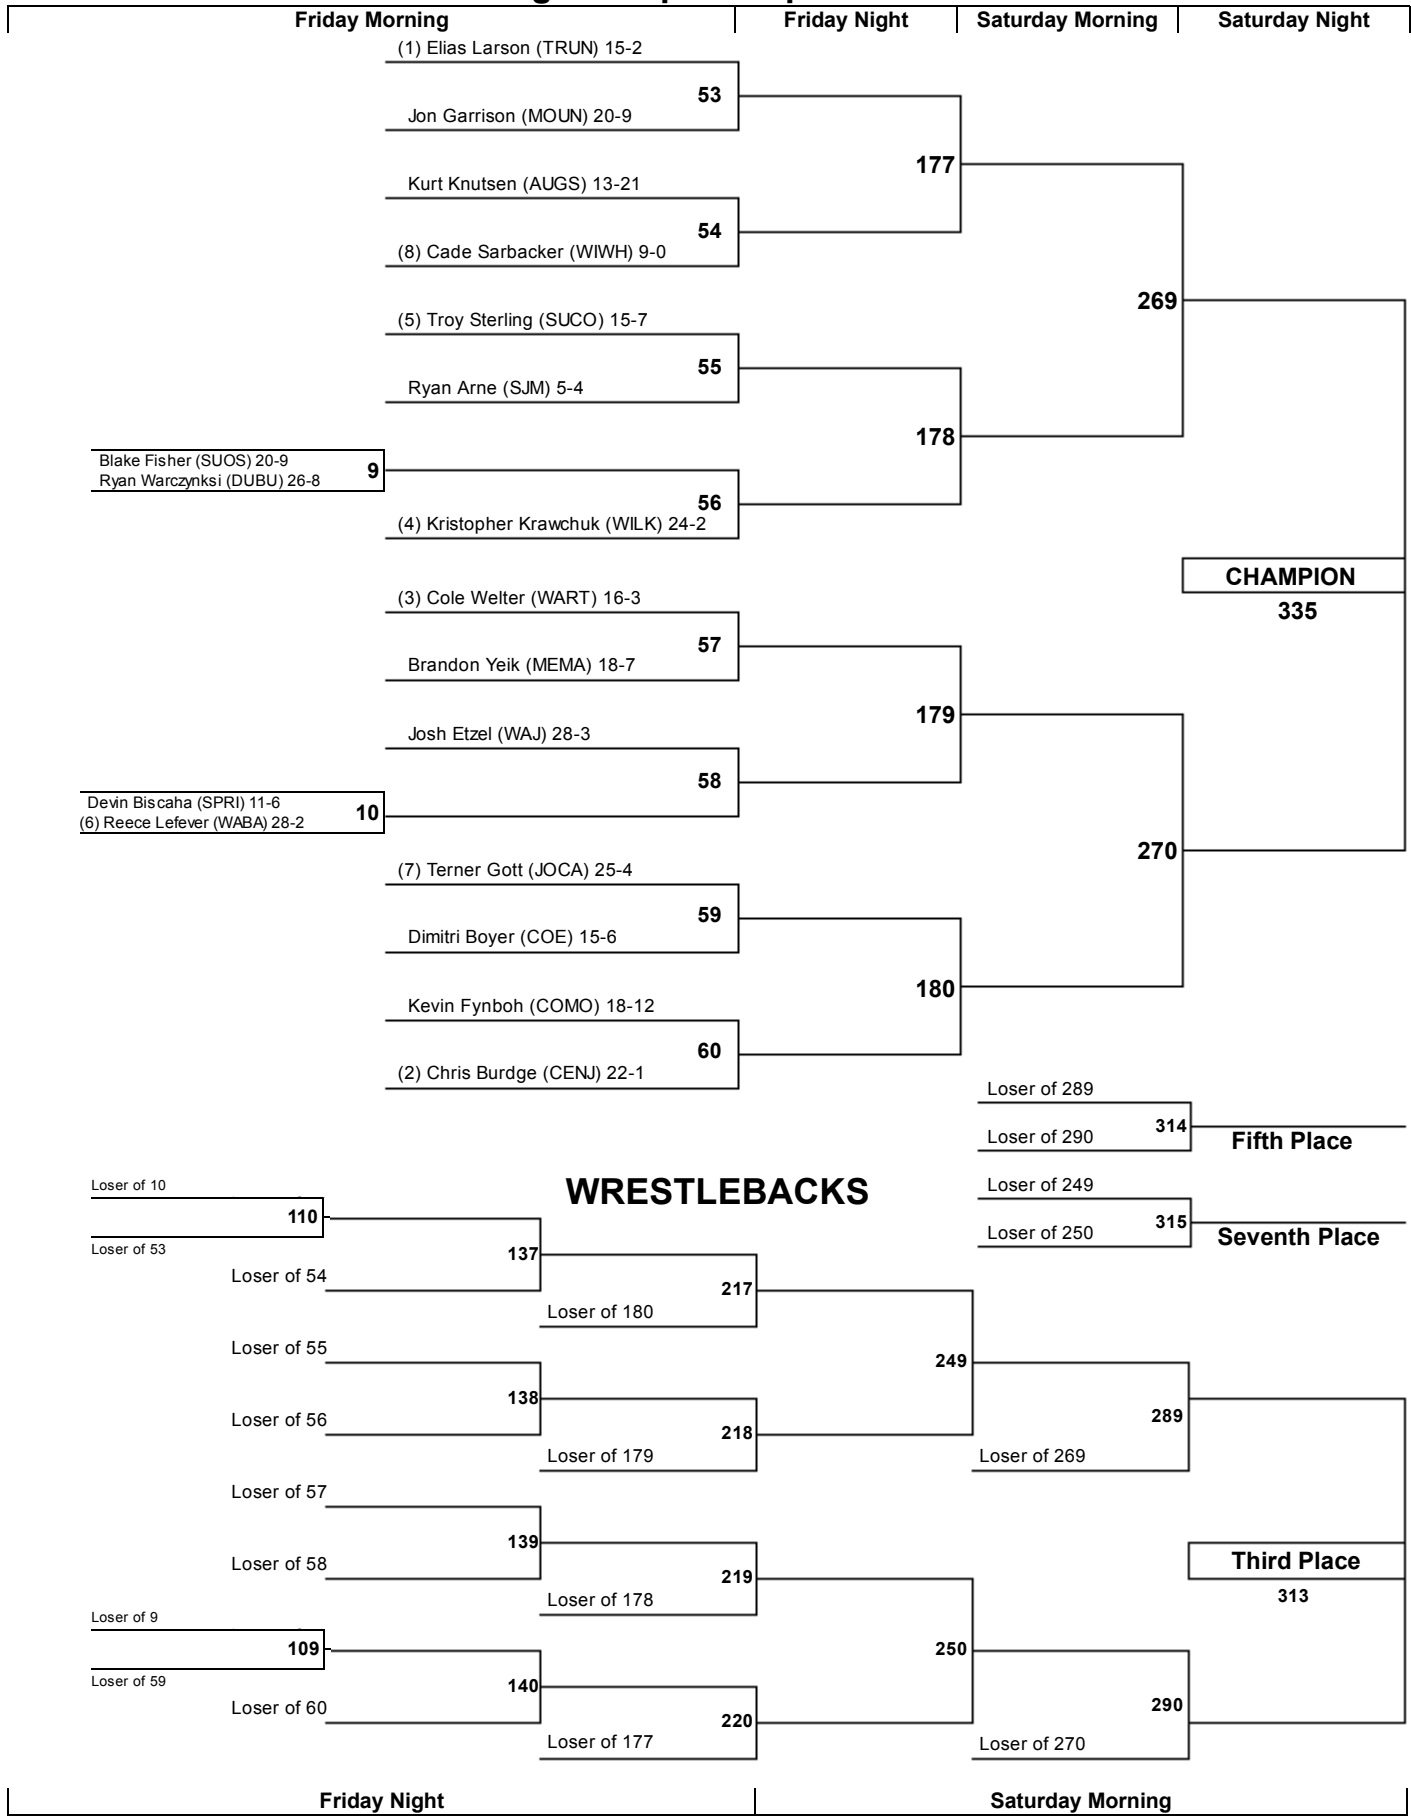 Friday Morning
Friday Night
Saturday Morning
Saturday Night
(1) Elias Larson (TRUN) 15-2
53
Jon Garrison (MOUN) 20-9
177
Kurt Knutsen (AUGS) 13-21
54
(8) Cade Sarbacker (WIWH) 9-0
269
(5) Troy Sterling (SUCO) 15-7
55
Ryan Arne (SJM) 5-4
178
Blake Fisher (SUOS) 20-9
Ryan Warczynksi (DUBU) 26-8
9
56
(4) Kristopher Krawchuk (WILK) 24-2
CHAMPION
335
(3) Cole Welter (WART) 16-3
57
Brandon Yeik (MEMA) 18-7
179
Josh Etzel (WAJ) 28-3
58
Devin Biscaha (SPRI) 11-6
(6) Reece Lefever (WABA) 28-2
10
270
(7) Terner Gott (JOCA) 25-4
59
Dimitri Boyer (COE) 15-6
180
Kevin Fynboh (COMO) 18-12
60
(2) Chris Burdge (CENJ) 22-1
Loser of 289
314
Loser of 290
Fifth Place
WRESTLEBACKS
Loser of 249
315
Loser of 250
Seventh Place
Loser of 10
110
Loser of 53
137
Loser of 54
217
Loser of 180
Loser of 55
249
138
Loser of 56
218
289
Loser of 179
Loser of 269
Loser of 57
139
Loser of 58
219
Third Place
313
Loser of 178
Loser of 9
109
Loser of 59
250
140
Loser of 60
220
290
Loser of 177
Loser of 270
Friday Night
Saturday Morning